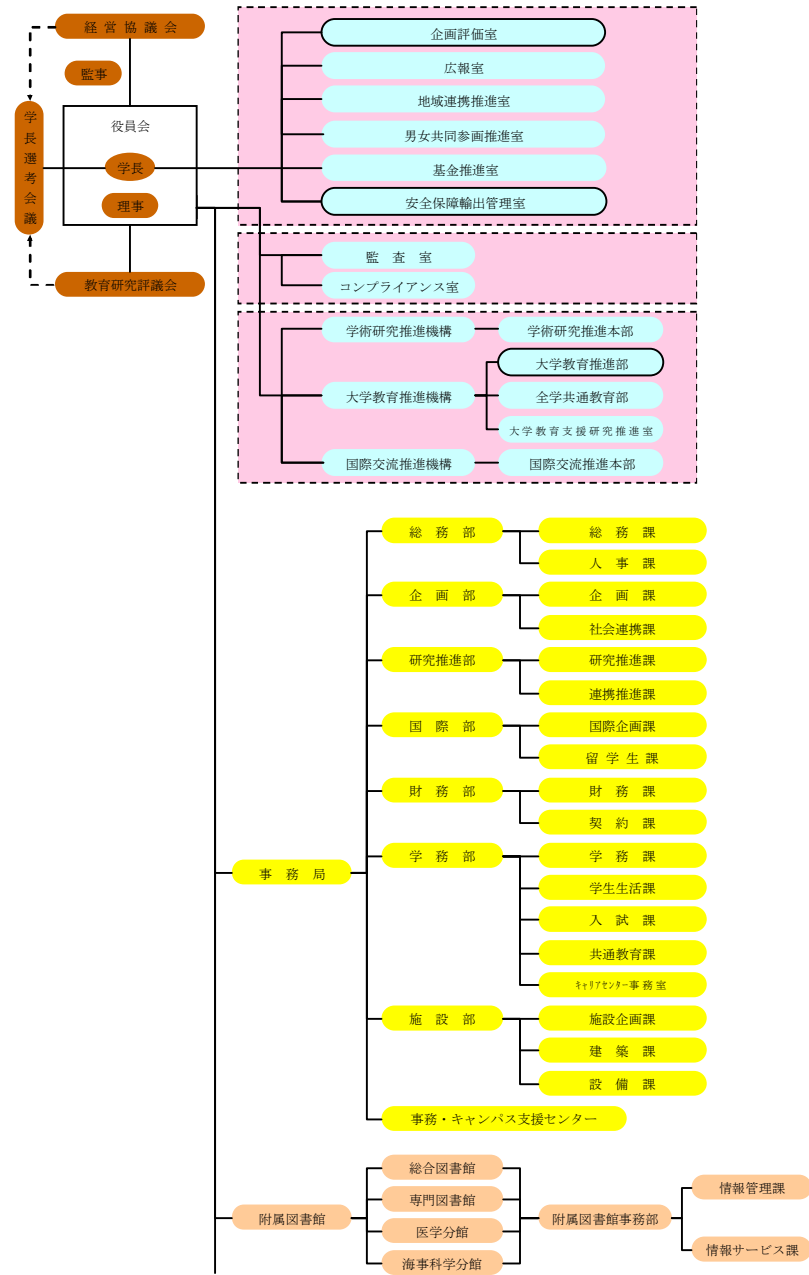 経営協議会
監事
学長選考会議
役員会
学長
理事
教育研究評議会
企画評価室
広報室
地域連携推進室
男女共同参画推進室
基金推進室
安全保障輸出管理室
監査室
コンプライアンス室
学術研究推進機構
学術研究推進本部
大学教育推進機構
大学教育推進部
全学共通教育部
大学教育支援研究推進室
国際交流推進機構
国際交流推進本部
事務局
総務部
総務課
人事課
企画部
企画課
社会連携課
研究推進部
研究推進課
連携推進課
国際部
国際企画課
留学生課
財務部
財務課
契約課
学務部
学務課
学生生活課
入試課
共通教育課
ｷｬﾘｱｾﾝﾀｰ事務室
施設部
施設企画課
建築課
設備課
事務・キャンパス支援センター
附属図書館
総合図書館
専門図書館
医学分館
海事科学分館
附属図書館事務部
情報管理課
情報サービス課